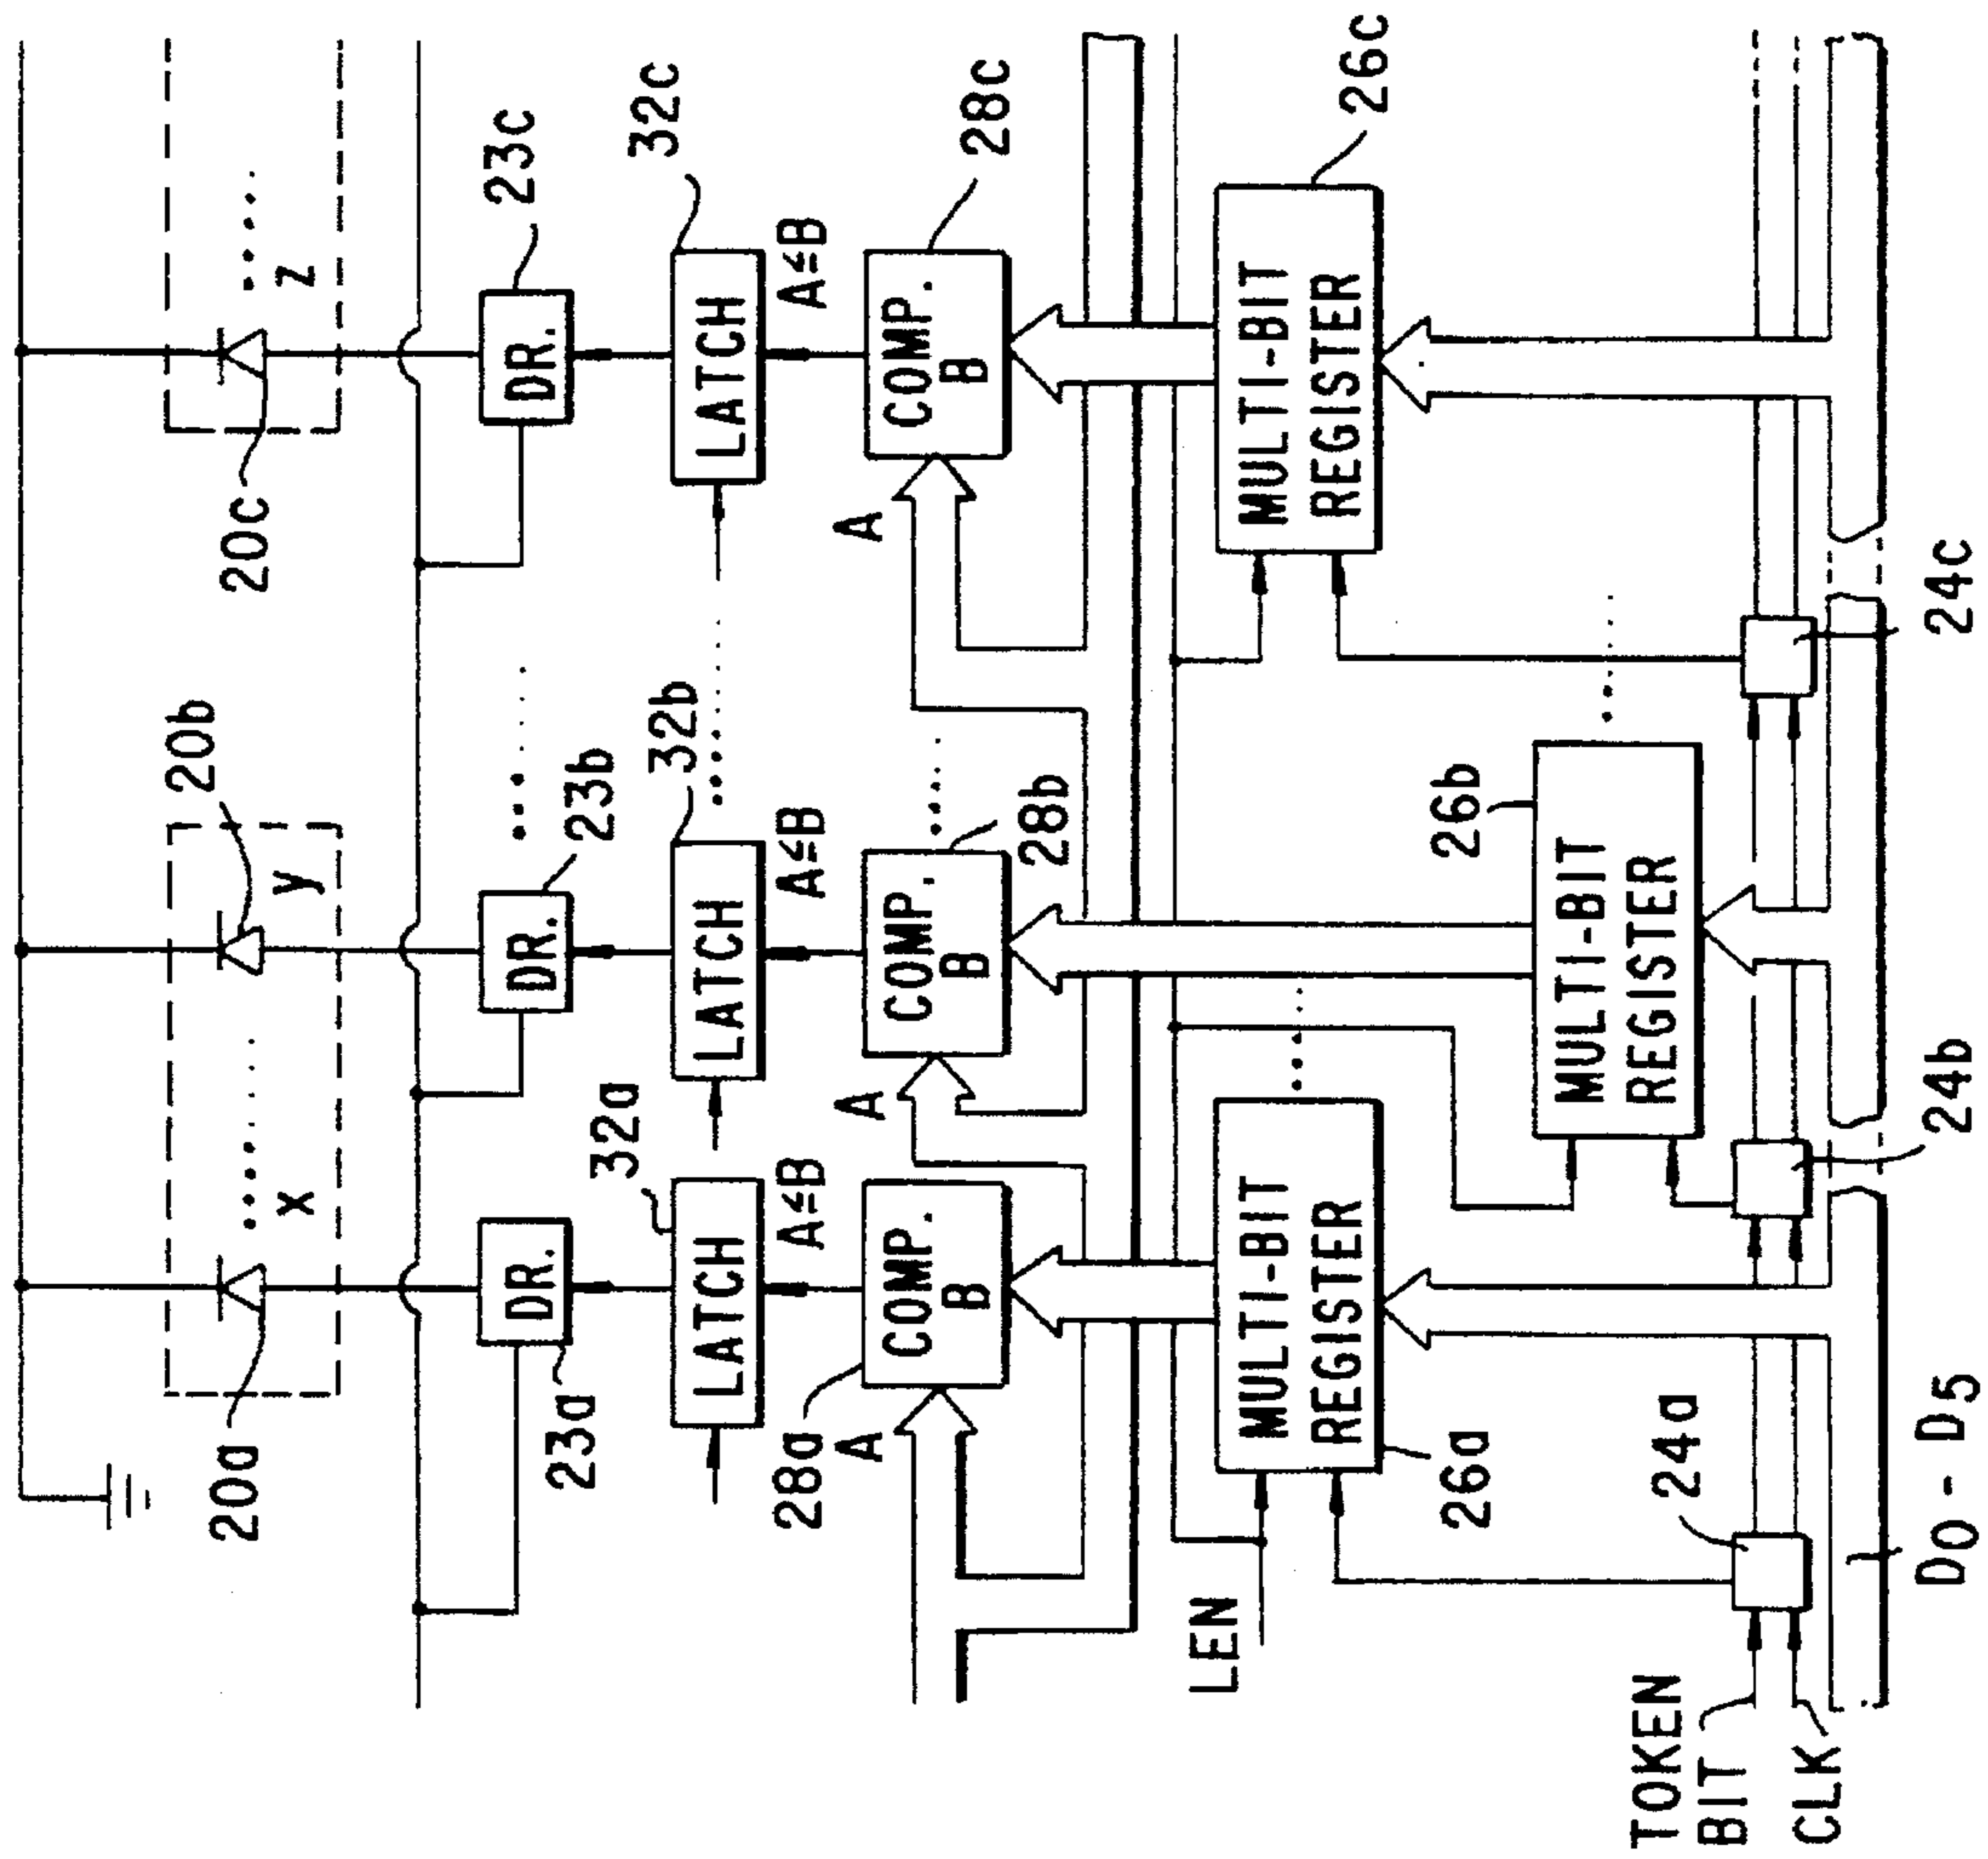 20a
x
20b
y
20c
z
23a
DR.
23b
DR.
23c
DR.
32a
LATCH
32b
LATCH
32c
LATCH
A≤B
A≤B
A≤B
28a
A
COMP.
B
A
COMP.
B
28b
A
COMP.
B
28c
LEN
MULTI-BIT
REGISTER
26a
MULTI-BIT
REGISTER
26b
MULTI-BIT
REGISTER
26c
TOKEN
BIT
CLK
24a
24b
24c
D0 - D5